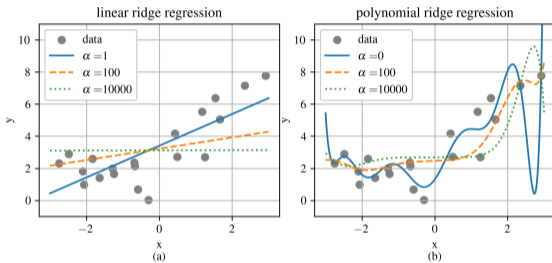 linear ridge regression
10
8
6
4
2
0
y
data
α =1
α =100
α =10000
−2
0
2
x
(a)
polynomial ridge regression
10
8
6
4
2
0
y
data
α =0
α =100
α =10000
−2
0
2
x
(b)